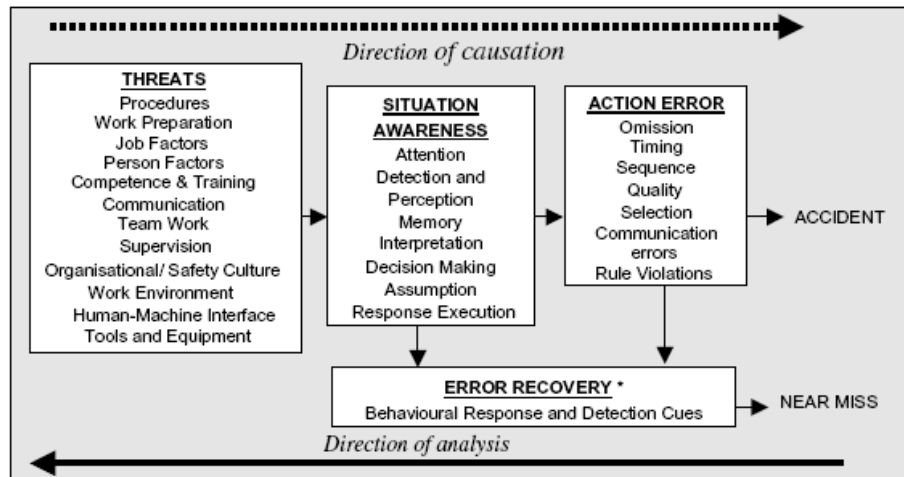 Direction of causation
THREATS
Procedures
Work Preparation
Job Factors
Person Factors
Competence & Training
Communication
Team Work
Supervision
Organisational/ Safety Culture
Work Environment
Human-Machine Interface
Tools and Equipment
SITUATION
AWARENESS
Attention
Detection and
Perception
Memory
Interpretation
Decision Making
Assumption
Response Execution
ACTION ERROR
Omission
Timing
Sequence
Quality
Selection
Communication
errors
Rule Violations
ACCIDENT
ERROR RECOVERY *
Behavioural Response and Detection Cues
NEAR MISS
Direction of analysis